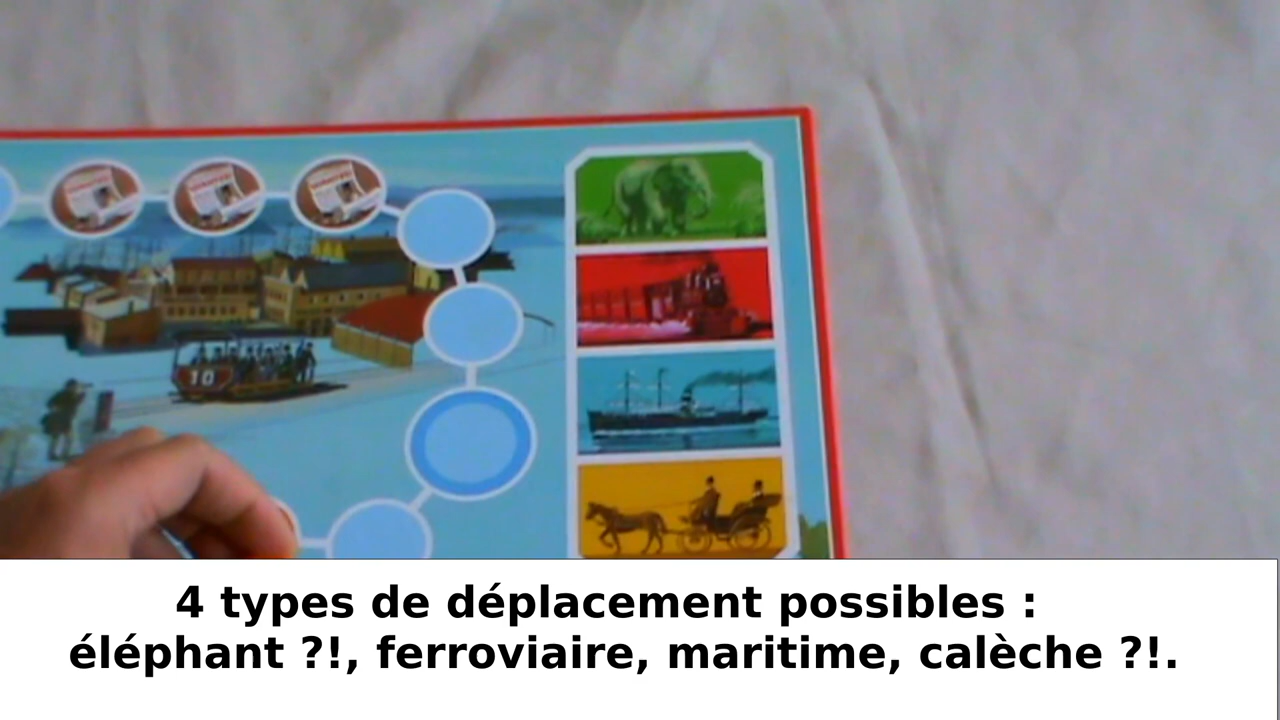 10
4 types de déplacement possibles :
éléphant ?!, ferroviaire, maritime, calèche ?!.